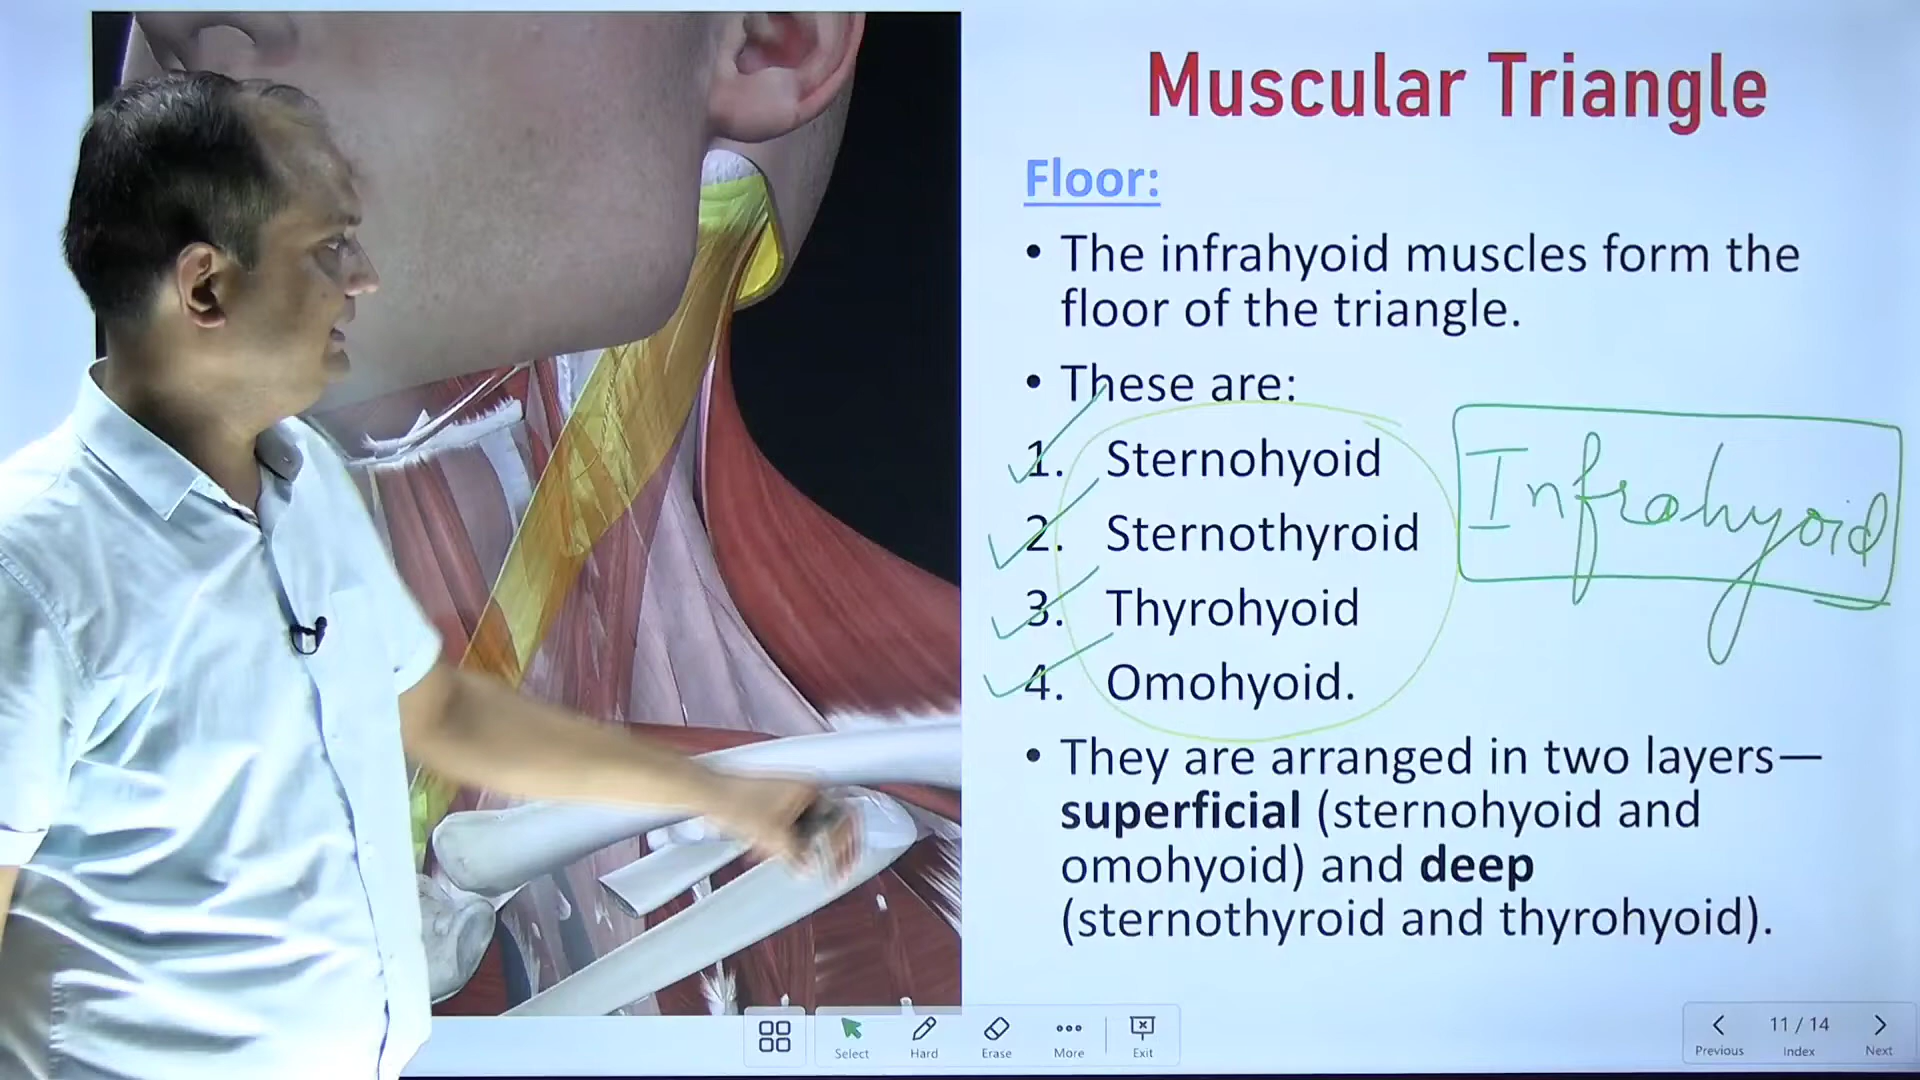 Muscular Triangle
Floor:
• The infrahyoid muscles form the
floor of the triangle.
• These are:
1. Sternohyoid
2. Sternothyroid
3. Thyrohyoid
4. Omohyoid.
Infrahyoid
• They are arranged in two layers—
superficial (sternohyoid and
omohyoid) and deep
(sternothyroid and thyrohyoid).
Select Hard Erase More Exit
11 / 14
Previous Index Next